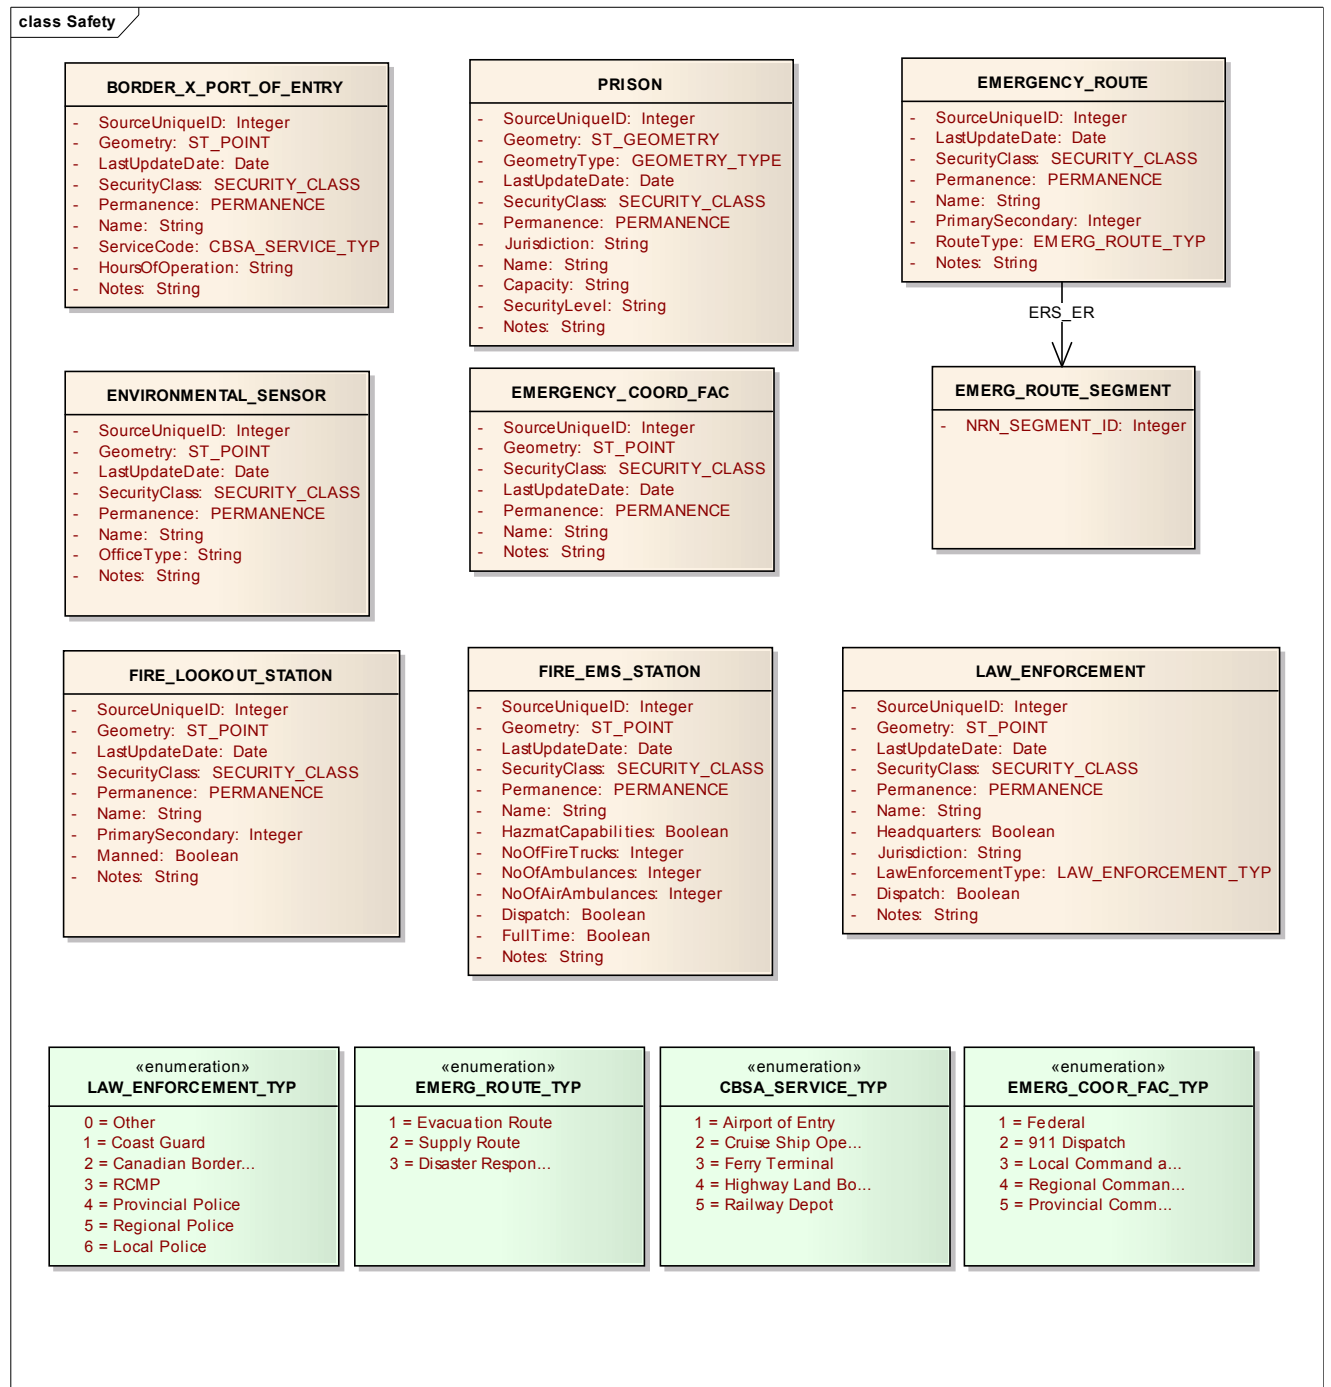 class Safety
BORDER_X_PORT_OF_ENTRY
- SourceUniqueID: Integer
- Geometry: ST_POINT
- LastUpdateDate: Date
- SecurityClass: SECURITY_CLASS
- Permanence: PERMANENCE
- Name: String
- ServiceCode: CBSA_SERVICE_TYP
- HoursOfOperation: String
- Notes: String
PRISON
- SourceUniqueID: Integer
- Geometry: ST_GEOMETRY
- GeometryType: GEOMETRY_TYPE
- LastUpdateDate: Date
- SecurityClass: SECURITY_CLASS
- Permanence: PERMANENCE
- Jurisdiction: String
- Name: String
- Capacity: String
- SecurityLevel: String
- Notes: String
EMERGENCY_ROUTE
- SourceUniqueID: Integer
- LastUpdateDate: Date
- SecurityClass: SECURITY_CLASS
- Permanence: PERMANENCE
- Name: String
- PrimarySecondary: Integer
- RouteType: EMERG_ROUTE_TYP
- Notes: String
ERS_ER
ENVIRONMENTAL_SENSOR
- SourceUniqueID: Integer
- Geometry: ST_POINT
- LastUpdateDate: Date
- SecurityClass: SECURITY_CLASS
- Permanence: PERMANENCE
- Name: String
- OfficeType: String
- Notes: String
EMERGENCY_COORD_FAC
- SourceUniqueID: Integer
- Geometry: ST_POINT
- SecurityClass: SECURITY_CLASS
- LastUpdateDate: Date
- Permanence: PERMANENCE
- Name: String
- Notes: String
EMERG_ROUTE_SEGMENT
- NRN_SEGMENT_ID: Integer
FIRE_LOOKOUT_STATION
- SourceUniqueID: Integer
- Geometry: ST_POINT
- LastUpdateDate: Date
- SecurityClass: SECURITY_CLASS
- Permanence: PERMANENCE
- Name: String
- PrimarySecondary: Integer
- Manned: Boolean
- Notes: String
FIRE_EMS_STATION
- SourceUniqueID: Integer
- Geometry: ST_POINT
- LastUpdateDate: Date
- SecurityClass: SECURITY_CLASS
- Permanence: PERMANENCE
- Name: String
- HazmatCapabilities: Boolean
- NoOfFireTrucks: Integer
- NoOfAmbulances: Integer
- NoOfAirAmbulances: Integer
- Dispatch: Boolean
- FullTime: Boolean
- Notes: String
LAW_ENFORCEMENT
- SourceUniqueID: Integer
- Geometry: ST_POINT
- LastUpdateDate: Date
- SecurityClass: SECURITY_CLASS
- Permanence: PERMANENCE
- Name: String
- Headquarters: Boolean
- Jurisdiction: String
- LawEnforcementType: LAW_ENFORCEMENT_TYP
- Dispatch: Boolean
- Notes: String
«enumeration»
LAW_ENFORCEMENT_TYP
0 = Other
1 = Coast Guard
2 = Canadian Border...
3 = RCMP
4 = Provincial Police
5 = Regional Police
6 = Local Police
«enumeration»
EMERG_ROUTE_TYP
1 = Evacuation Route
2 = Supply Route
3 = Disaster Respon...
«enumeration»
CBSA_SERVICE_TYP
1 = Airport of Entry
2 = Cruise Ship Ope...
3 = Ferry Terminal
4 = Highway Land Bo...
5 = Railway Depot
«enumeration»
EMERG_COOR_FAC_TYP
1 = Federal
2 = 911 Dispatch
3 = Local Command a...
4 = Regional Comman...
5 = Provincial Comm...